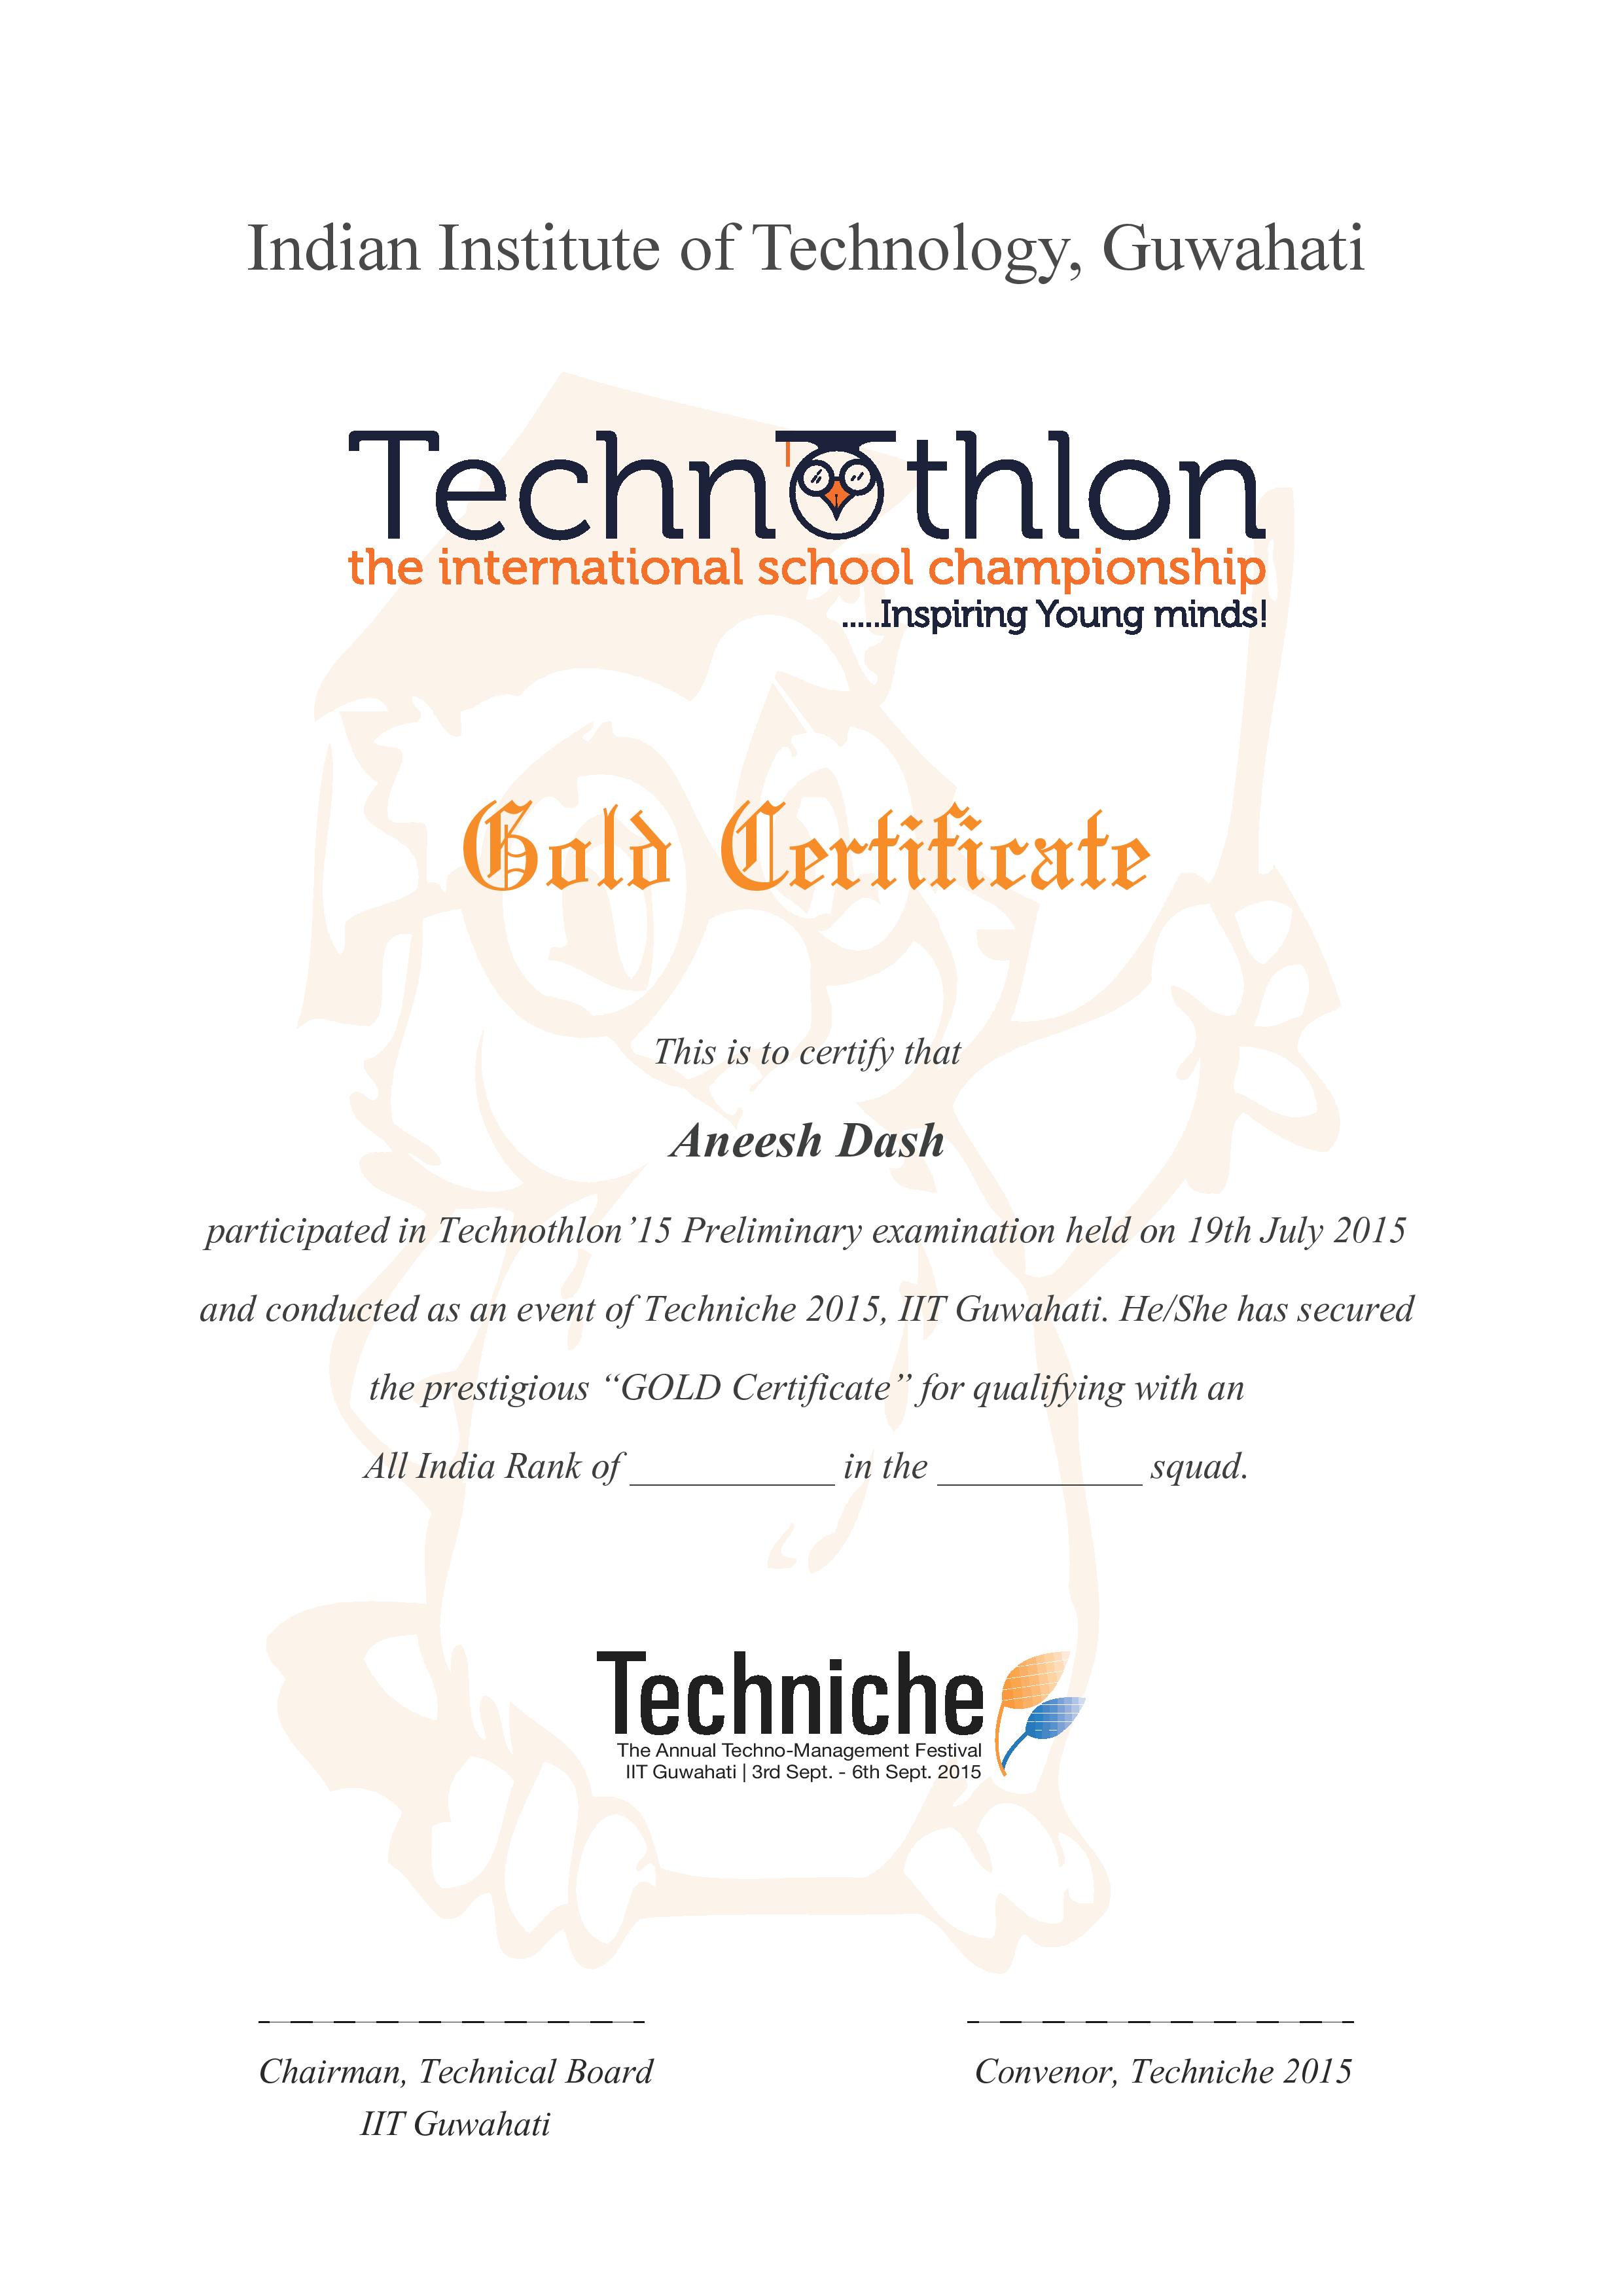 Indian Institute of Technology, Guwahati
Technothlon
the international school championship
.....Inspiring Young minds!
Gold Certificate
This is to certify that
Aneesh Dash
participated in Technothlon’15 Preliminary examination held on 19th July 2015
and conducted as an event of Techniche 2015, IIT Guwahati. He/She has secured
the prestigious “GOLD Certificate” for qualifying with an
All India Rank of ___________ in the ___________ squad.
Techniche
The Annual Techno-Management Festival
IIT Guwahati | 3rd Sept. - 6th Sept. 2015
Chairman, Technical Board
IIT Guwahati
Convenor, Techniche 2015